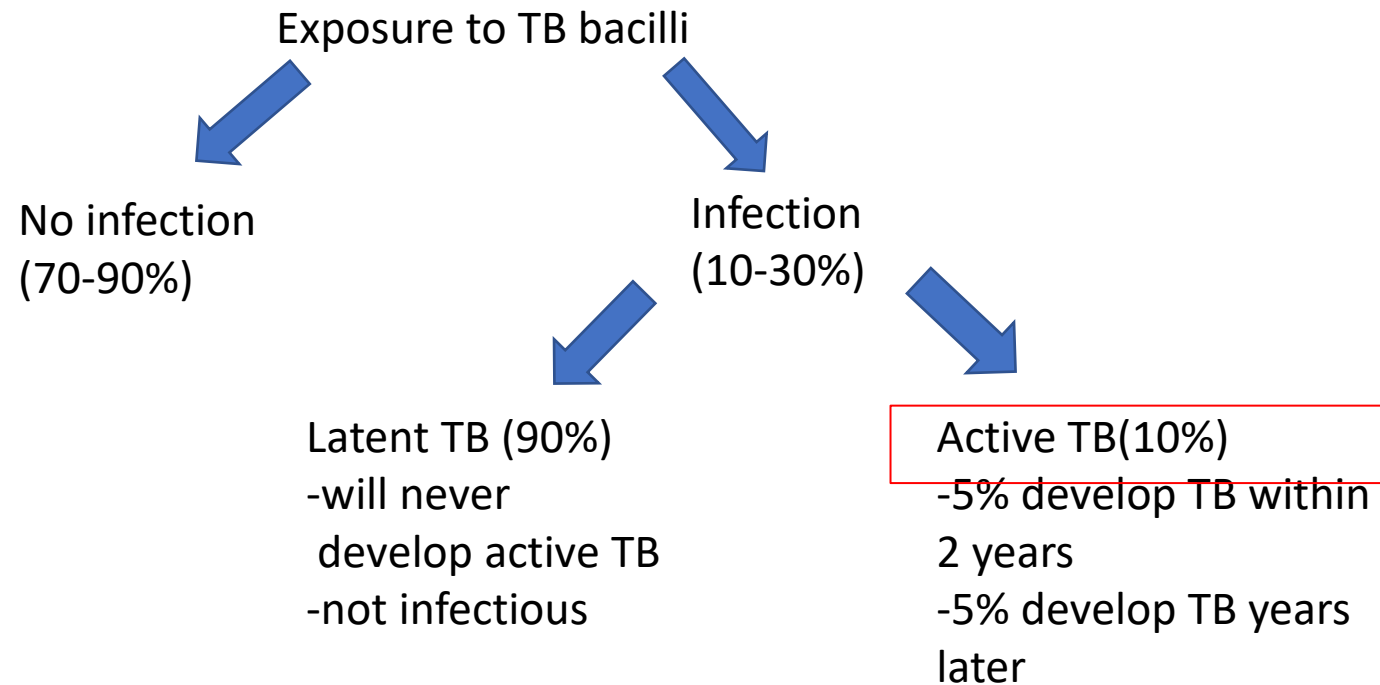 Exposure to TB bacilli
No infection
(70-90%)
Infection
(10-30%)
Latent TB (90%)
-will never
develop active TB
-not infectious
Active TB(10%)
-5% develop TB within
2 years
-5% develop TB years
later